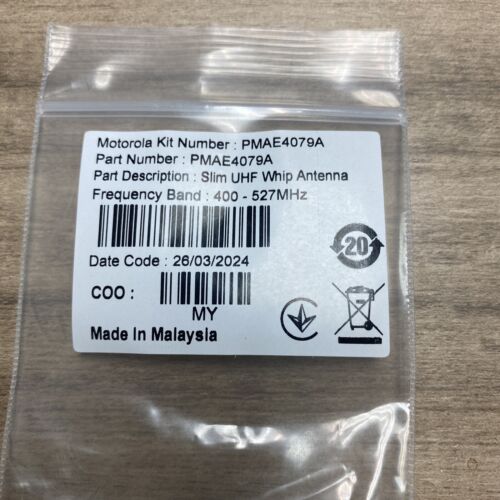 Motorola Kit Number : PMAE4079A
Part Number : PMAE4079A
Part Description : Slim UHF Whip Antenna
Frequency Band : 400 - 527MHz
20
Date Code : 26/03/2024
COO :
MY
Made In Malaysia